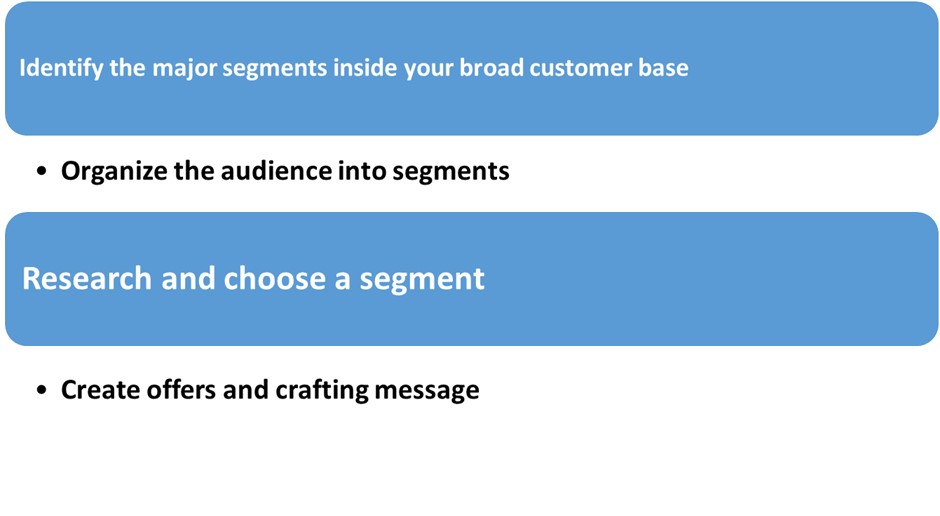 Identify the major segments inside your broad customer base
• Organize the audience into segments
Research and choose a segment
• Create offers and crafting message